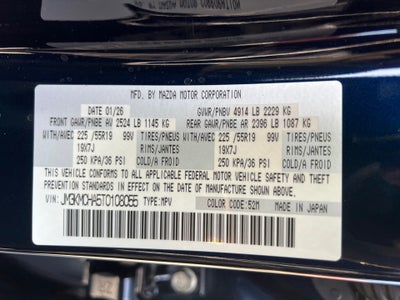 MFD. BY MAZDA MOTOR CORPORATION
DATE 01/26 GVWR/PNBV 4914 LB 2229 KG
FRONT GAWR/PNBE AV 2524 LB 1145 KG REAR GAWR/PNBE AR 2396 LB 1087 KG
WITH/AVEC 225 /55R19 99V TIRES/PNEUS WITH/AVEC 225 /55R19 99V TIRES/PNEUS
19X7J RIMS/JANTES 19X7J RIMS/JANTES
250 KPA/36 PSI COLD/A FROID 250 KPA/36 PSI COLD/A FROID
THIS VEHICLE CONFORMS TO ALL APPLICABLE FEDERAL MOTOR VEHICLE SAFETY AND THEFT
PREVENTION STANDARDS IN EFFECT ON THE DATE OF MANUFACTURE SHOWN ABOVE.
VIN: JM3KM0HA5T0108055 TYPE:MPV COLOR CODE:52M MADE IN JAPAN